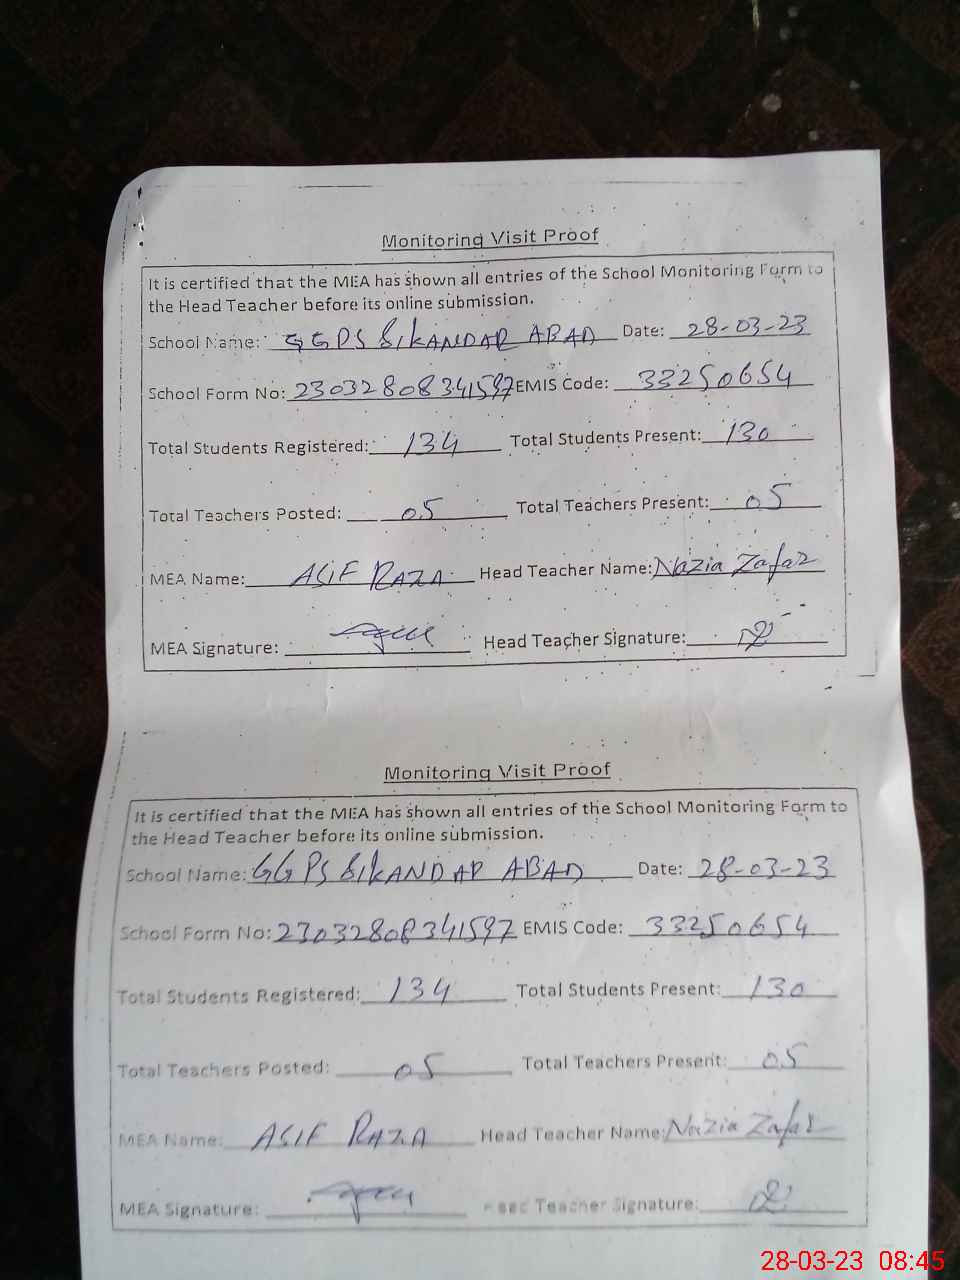 Monitoring Visit Proof
It is certified that the MEA has shown all entries of the School Monitoring Form to
the Head Teacher before its online submission.
School Name: GGPS SIKANDAR ABAD Date: 28-03-23
School Form No: 23032808341597 EMIS Code: 33250654
Total Students Registered: 134 Total Students Present: 130
Total Teachers Posted: 05 Total Teachers Present: 05
MEA Name: ASIF RAZA Head Teacher Name: Nazia Zafar
MEA Signature: Head Teacher Signature:
Monitoring Visit Proof
It is certified that the MEA has shown all entries of the School Monitoring Form to
the Head Teacher before its online submission.
School Name: GGPS SIKANDAR ABAD Date: 28-03-23
School Form No: 23032808341597 EMIS Code: 33250654
Total Students Registered: 134 Total Students Present: 130
Total Teachers Posted: 05 Total Teachers Present: 05
MEA Name: ASIF RAZA Head Teacher Name: Nazia Zafar
MEA Signature: Head Teacher Signature:
28-03-23 08:45